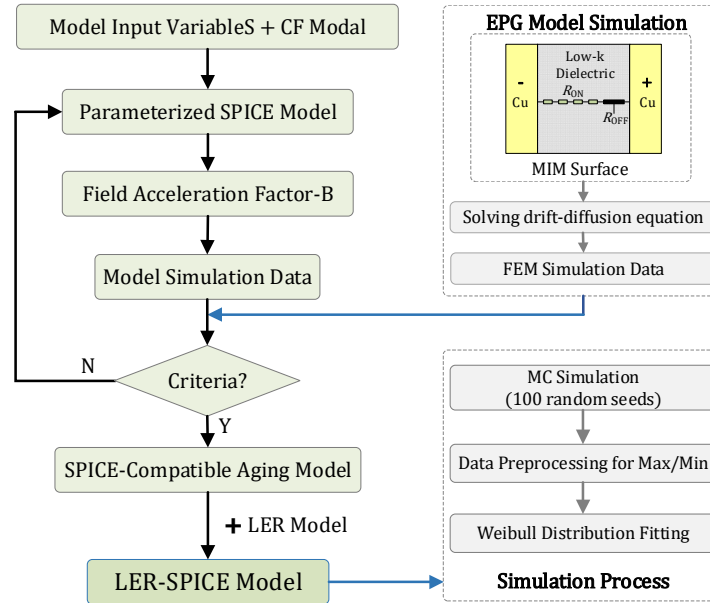 Model Input VariableS + CF Modal
Parameterized SPICE Model
Field Acceleration Factor-B
Model Simulation Data
Criteria?
N
Y
SPICE-Compatible Aging Model
+ LER Model
LER-SPICE Model
EPG Model Simulation
Low-k
Dielectric
-
Cu
R_ON
R_OFF
+
Cu
MIM Surface
Solving drift-diffusion equation
FEM Simulation Data
MC Simulation
(100 random seeds)
Data Preprocessing for Max/Min
Weibull Distribution Fitting
Simulation Process